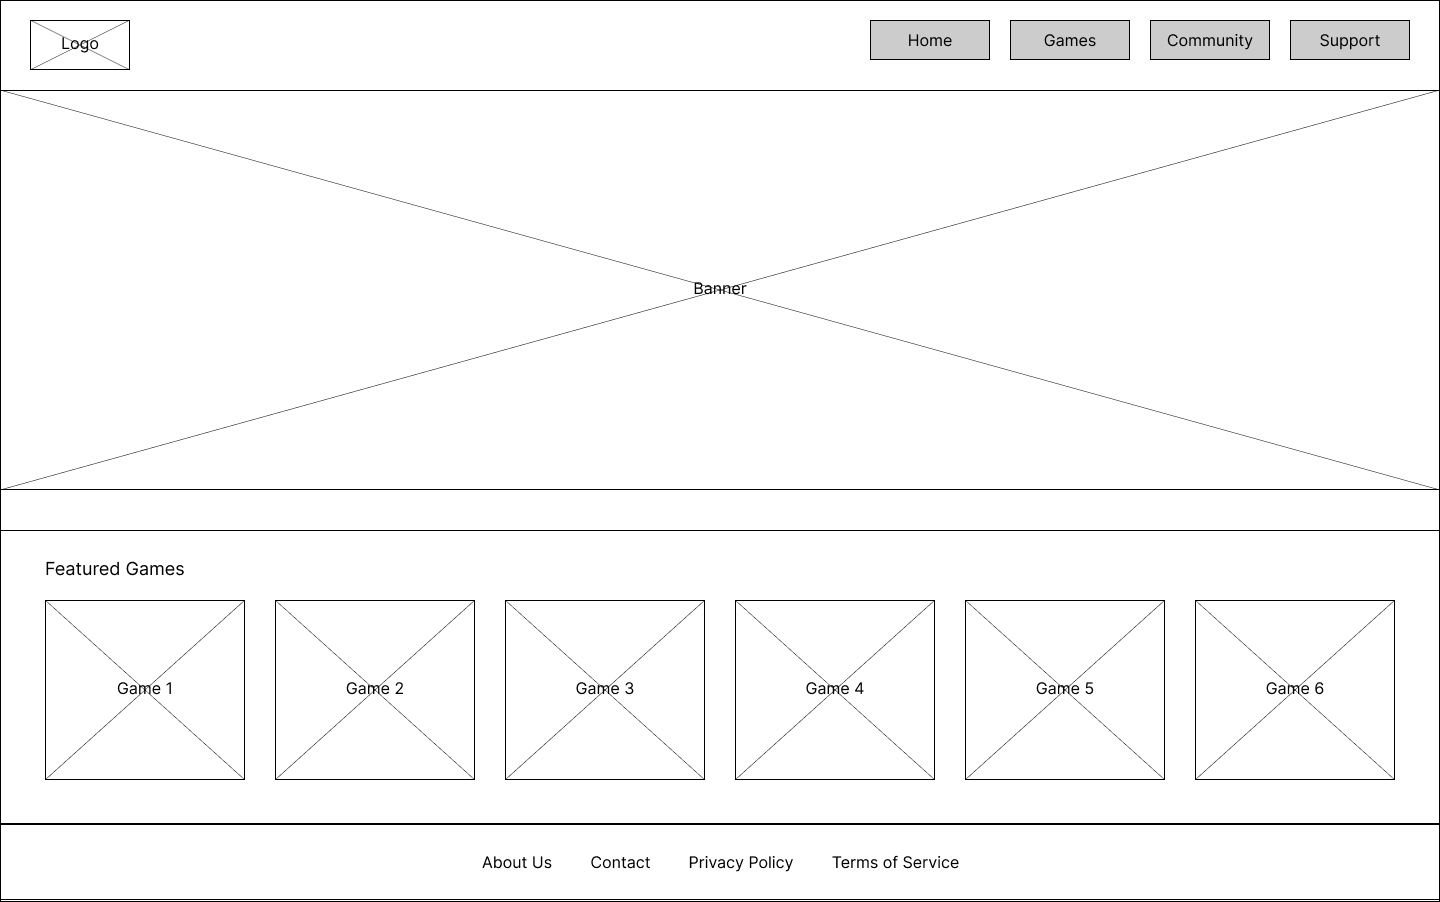 Logo
Home
Games
Community
Support
Banner
Featured Games
Game 1
Game 2
Game 3
Game 4
Game 5
Game 6
About Us
Contact
Privacy Policy
Terms of Service